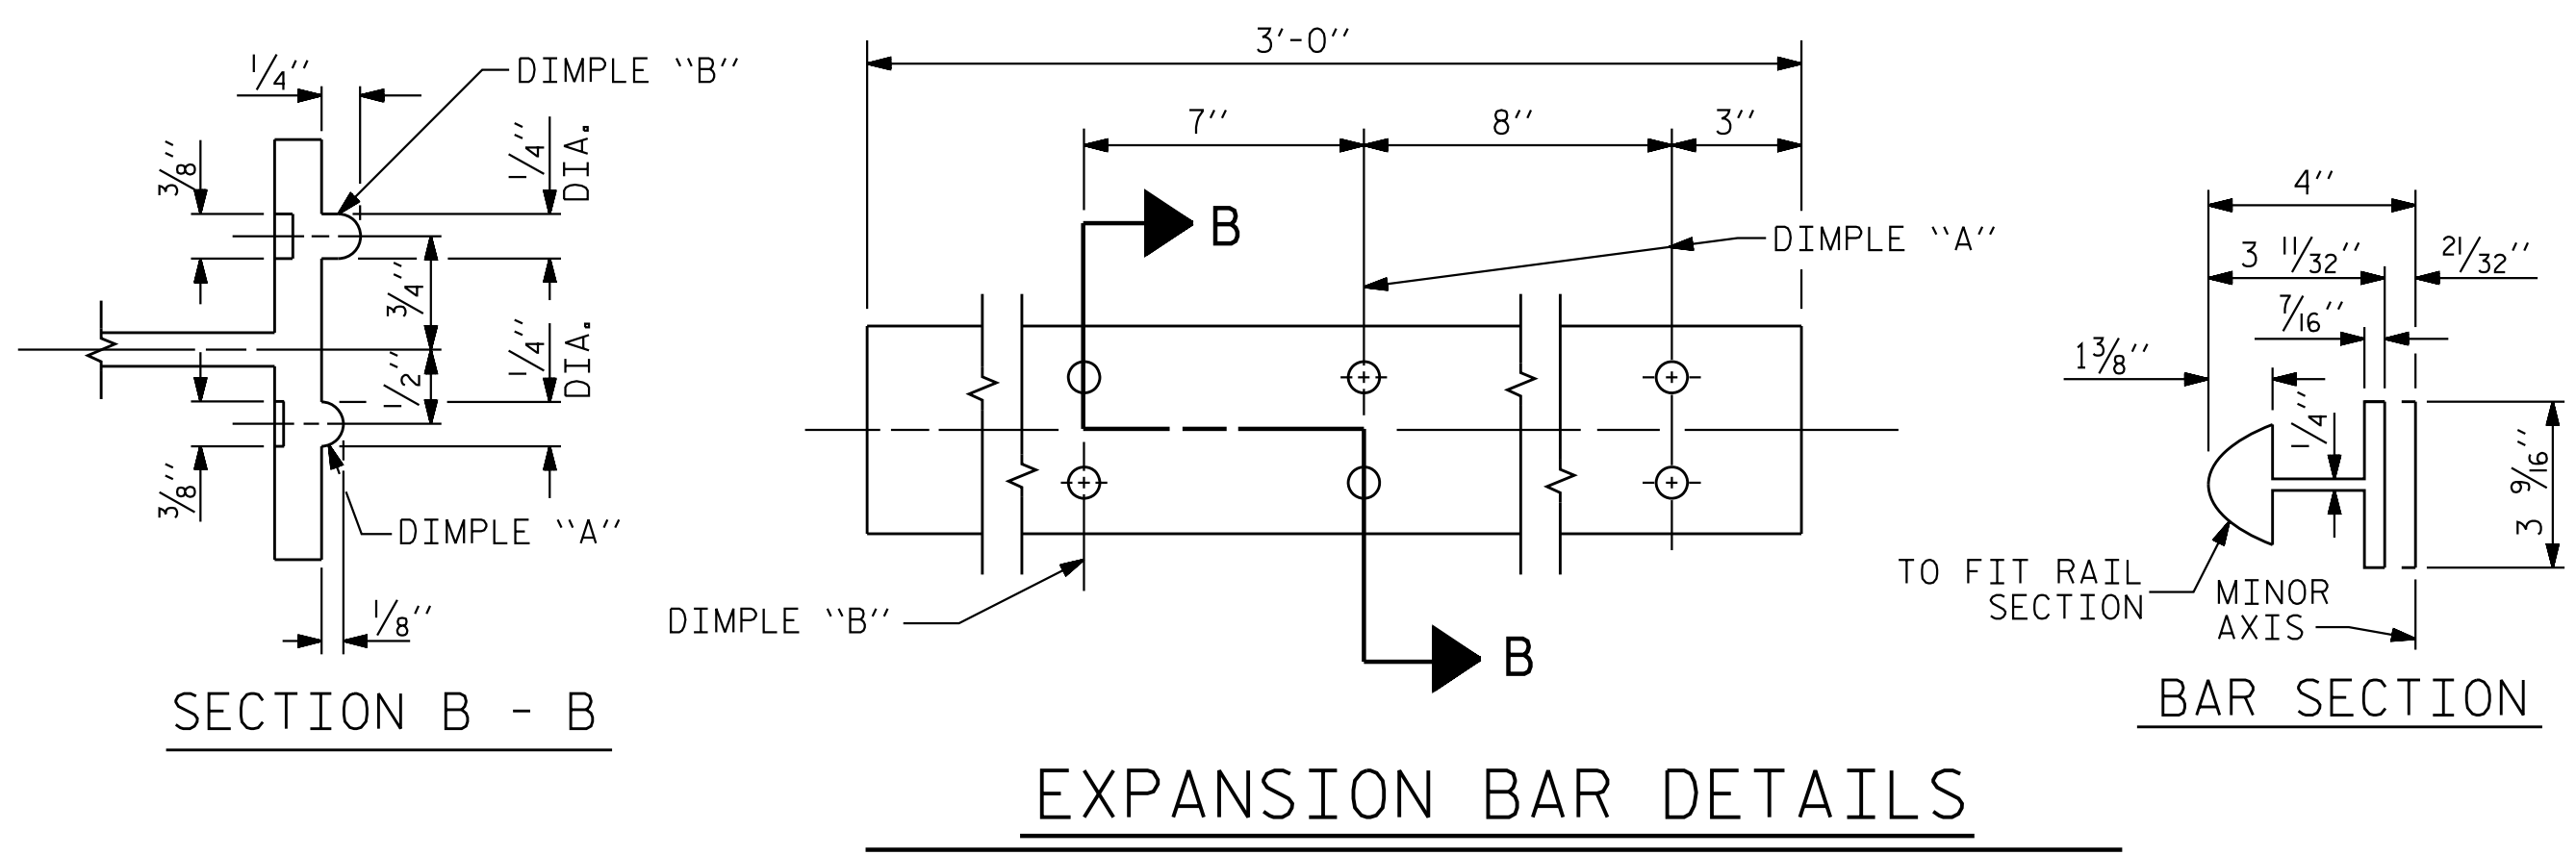 1/4"
DIMPLE "B"
3/8"
1/4" DIA.
3/4"
1/2"
1/4" DIA.
3/8"
DIMPLE "A"
1/8"
SECTION B - B
3'-0"
7"
8"
3"
B
DIMPLE "A"
DIMPLE "B"
B
EXPANSION BAR DETAILS
4"
3 11/32"
21/32"
7/16"
1 3/8"
1/4"
3 9/16"
TO FIT RAIL
SECTION
MINOR
AXIS
BAR SECTION